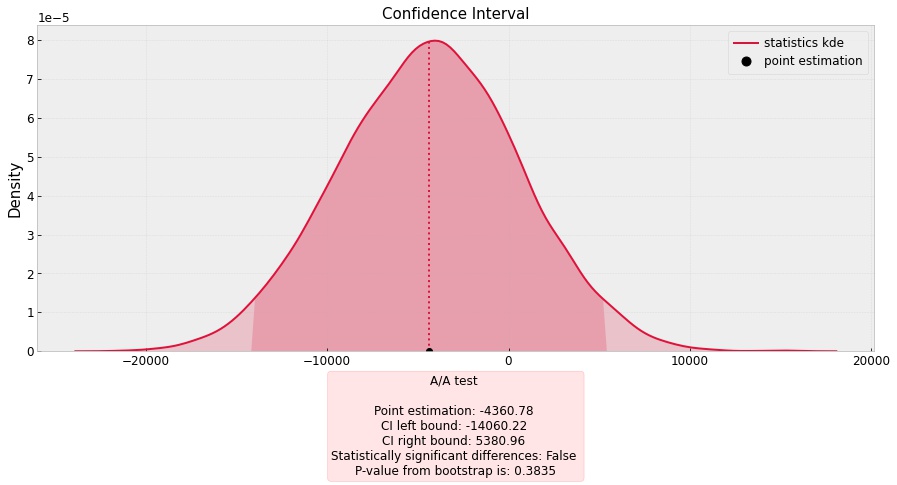 Confidence Interval
1e−5
8
7
6
5
4
3
2
1
0
Density
statistics kde
point estimation
−20000
−10000
0
10000
20000
A/A test
Point estimation: -4360.78
CI left bound: -14060.22
CI right bound: 5380.96
Statistically significant differences: False
P-value from bootstrap is: 0.3835